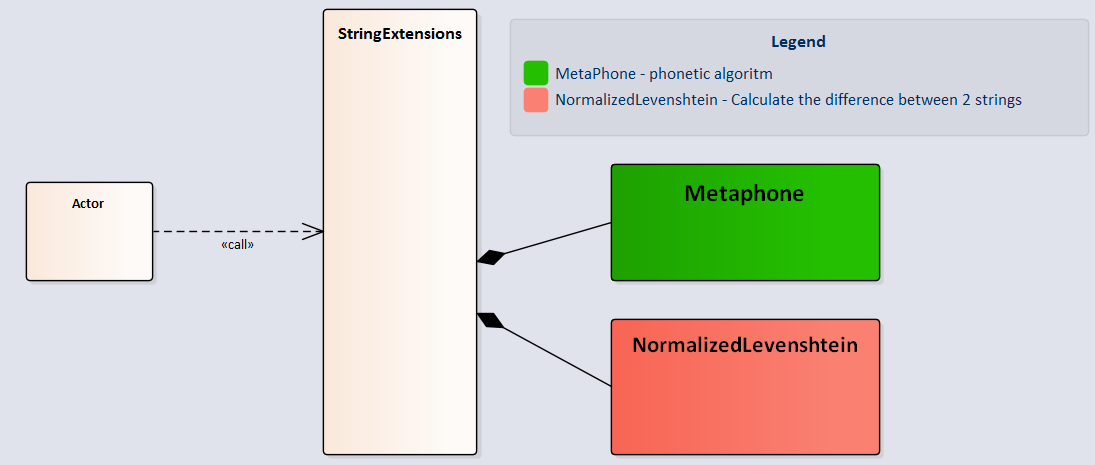 StringExtensions
Legend
MetaPhone - phonetic algoritm
NormalizedLevenshtein - Calculate the difference between 2 strings
Actor
«call»
Metaphone
NormalizedLevenshtein